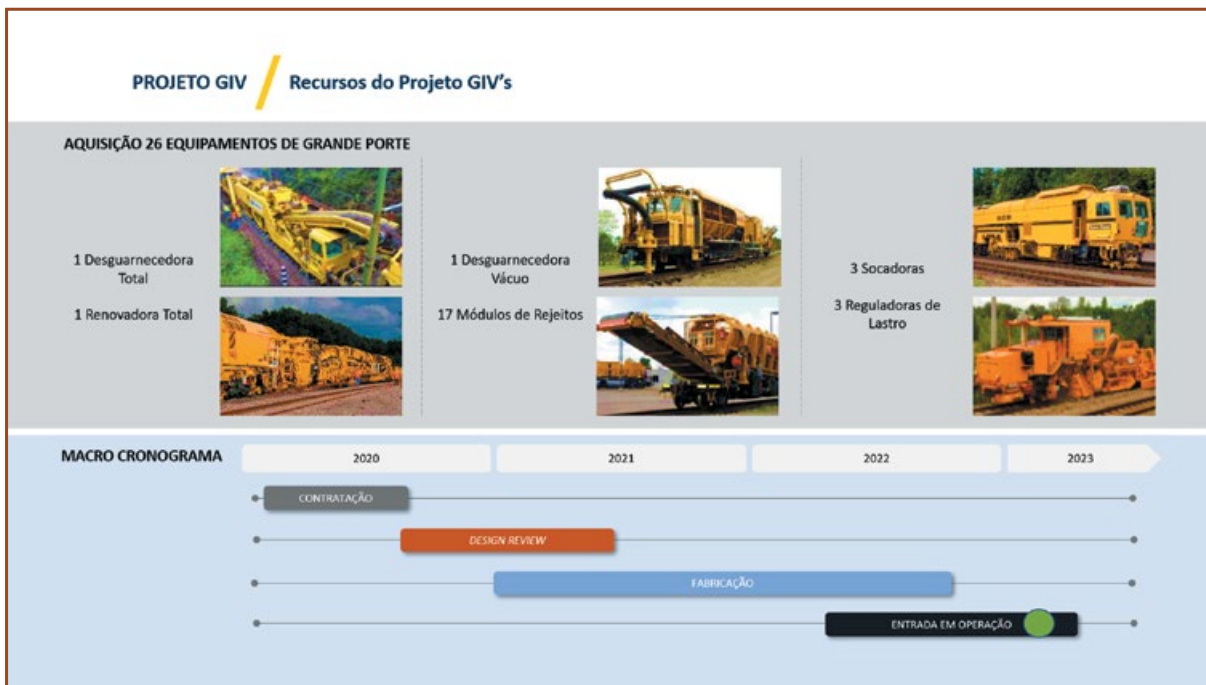 PROJETO GIV
Recursos do Projeto GIV's
AQUISIÇÃO 26 EQUIPAMENTOS DE GRANDE PORTE
1 Desguarnecedora
Total
1 Renovadora Total
1 Desguarnecedora
Vácuo
17 Módulos de Rejeitos
3 Socadoras
3 Reguladoras de
Lastro
MACRO CRONOGRAMA
2020
2021
2022
2023
CONTRATAÇÃO
DESIGN REVIEW
FABRICAÇÃO
ENTRADA EM OPERAÇÃO